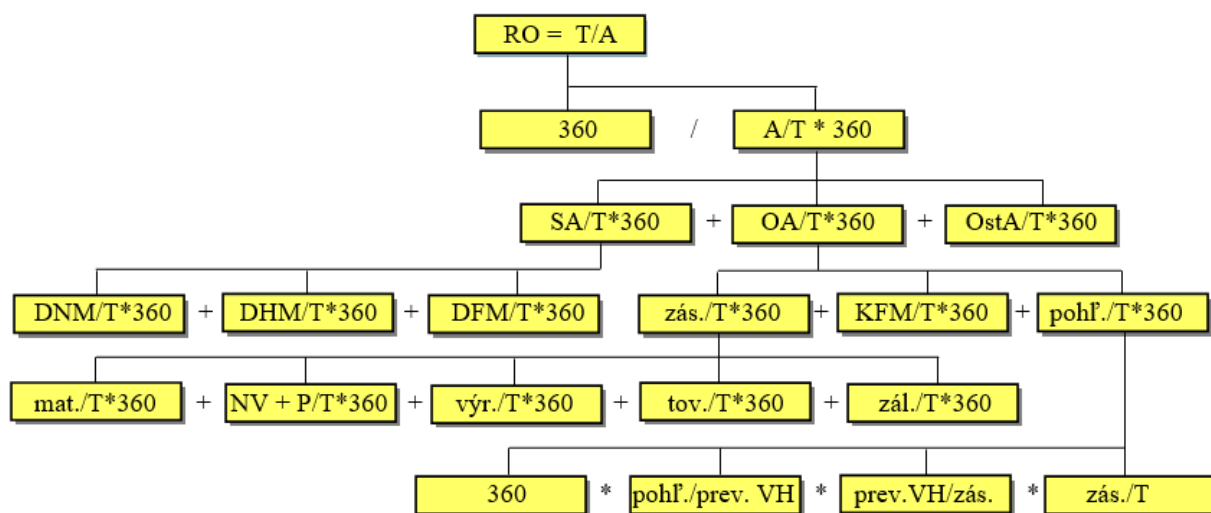 RO = T/A
360 / A/T * 360
SA/T*360 + OA/T*360 + OstA/T*360
DNM/T*360 + DHM/T*360 + DFM/T*360 zás./T*360 + KFM/T*360 + pohľ./T*360
mat./T*360 + NV + P/T*360 + výr./T*360 + tov./T*360 + zál./T*360
360 * pohľ./prev. VH * prev.VH/zás. * zás./T